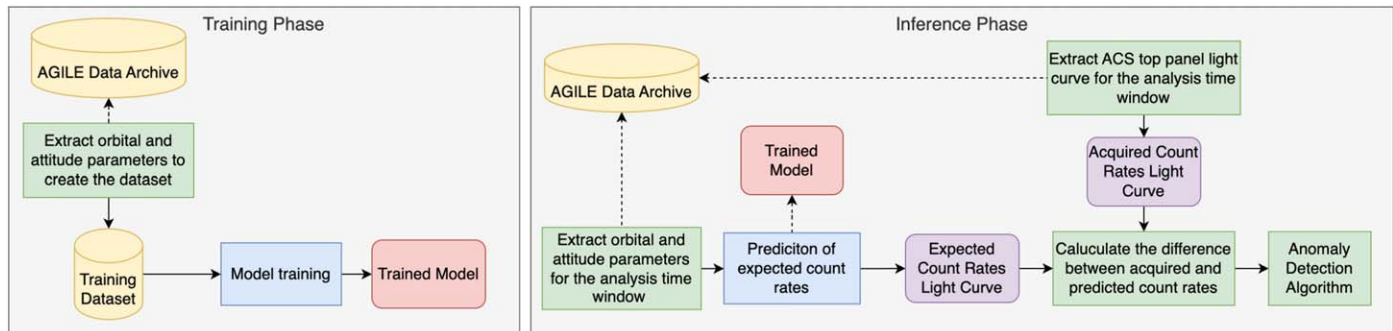 Training Phase
AGILE Data Archive
Extract orbital and
attitude parameters to
create the dataset
Training
Dataset
Model training
Trained Model
Inference Phase
AGILE Data Archive
Extract ACS top panel light
curve for the analysis time
window
Trained
Model
Acquired Count
Rates Light
Curve
Extract orbital and
attitude parameters
for the analysis time
window
Prediciton of
expected count
rates
Expected
Count Rates
Light Curve
Caluculate the difference
between acquired and
predicted count rates
Anomaly
Detection
Algorithm